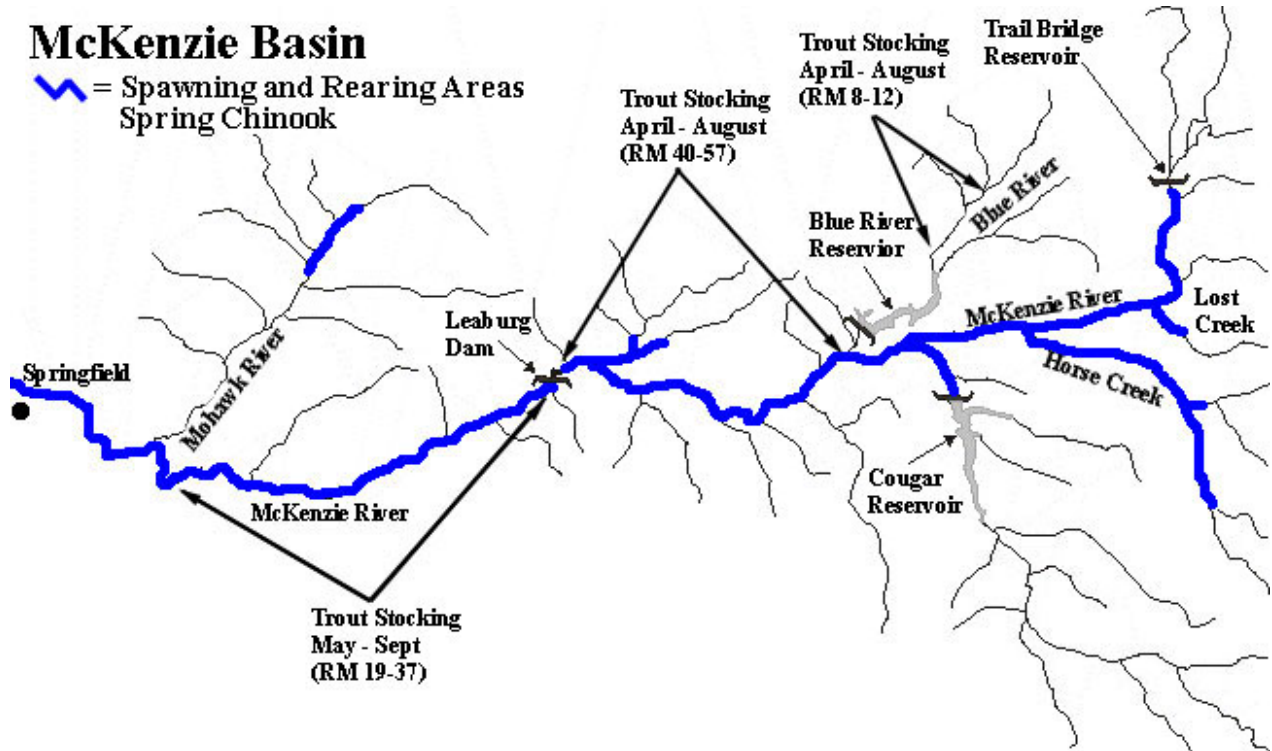 McKenzie Basin
= Spawning and Rearing Areas
Spring Chinook
Trout Stocking
April - August
(RM 40-57)
Trout Stocking
April - August
(RM 8-12)
Trail Bridge
Reservoir
Blue River
Blue River
Reservior
McKenzie River
Lost
Creek
Horse Creek
Leaburg
Dam
Springfield
Mohawk River
McKenzie River
Cougar
Reservoir
Trout Stocking
May - Sept
(RM 19-37)